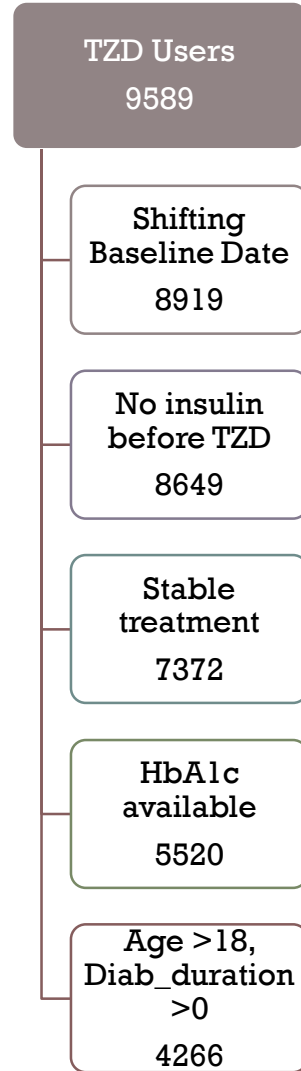 TZD Users
9589
Shifting
Baseline Date
8919
No insulin
before TZD
8649
Stable
treatment
7372
HbA1c
available
5520
Age >18,
Diab_duration
>0
4266